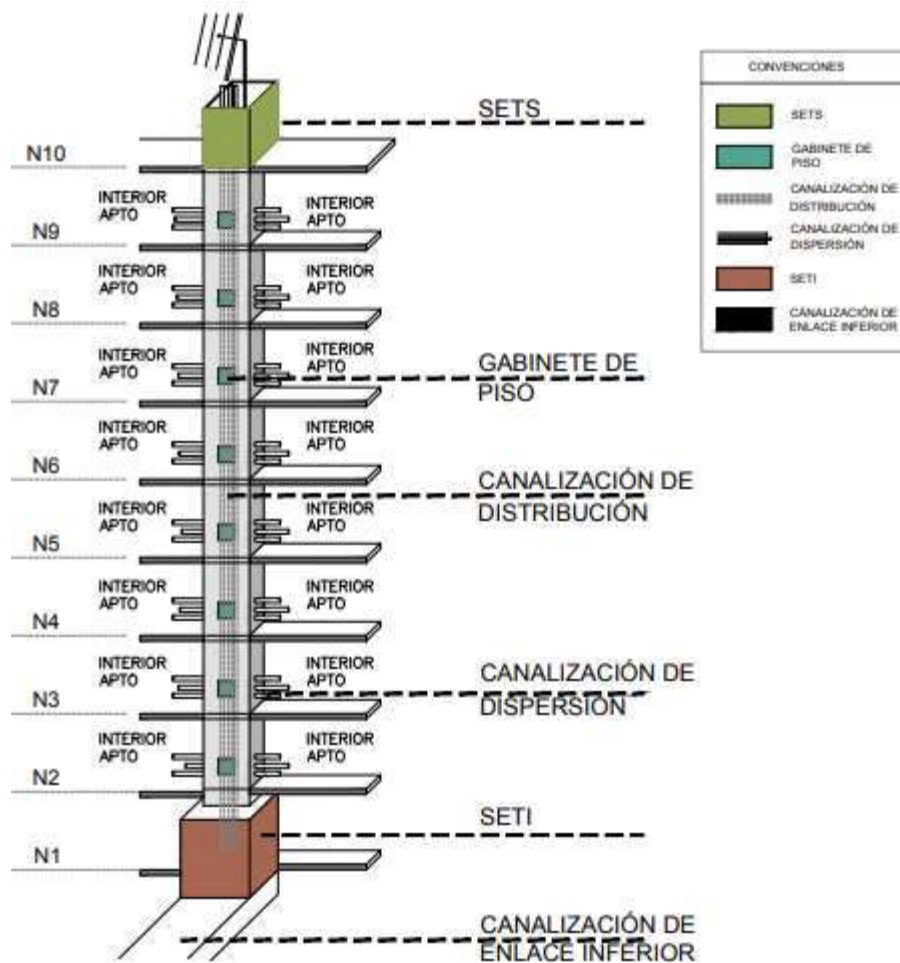 SETS
N10
INTERIOR
APTO
INTERIOR
APTO
N9
INTERIOR
APTO
INTERIOR
APTO
N8
INTERIOR
APTO
INTERIOR
APTO
GABINETE DE
PISO
N7
INTERIOR
APTO
INTERIOR
APTO
N6
CANALIZACIÓN DE
DISTRIBUCIÓN
INTERIOR
APTO
INTERIOR
APTO
N5
INTERIOR
APTO
INTERIOR
APTO
N4
INTERIOR
APTO
INTERIOR
APTO
CANALIZACIÓN DE
DISPERSIÓN
N3
INTERIOR
APTO
INTERIOR
APTO
N2
SETI
N1
CANALIZACIÓN DE
ENLACE INFERIOR
CONVENCIONES
SETS
GABINETE DE
PISO
CANALIZACIÓN DE
DISTRIBUCIÓN
CANALIZACIÓN DE
DISPERSIÓN
SETI
CANALIZACIÓN DE
ENLACE INFERIOR